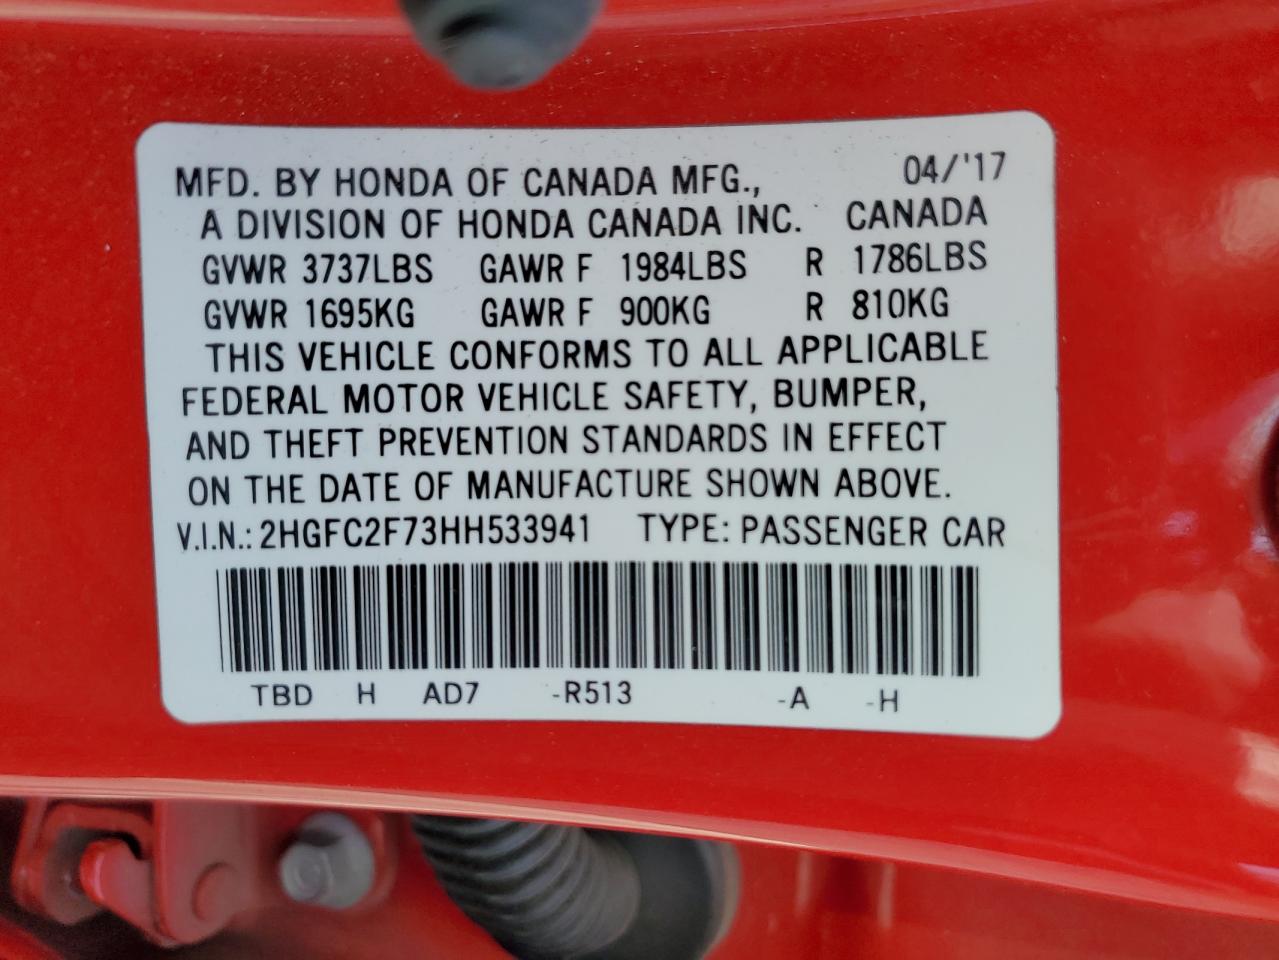 MFD. BY HONDA OF CANADA MFG., 04/'17
A DIVISION OF HONDA CANADA INC. CANADA
GVWR 3737LBS GAWR F 1984LBS R 1786LBS
GVWR 1695KG GAWR F 900KG R 810KG
THIS VEHICLE CONFORMS TO ALL APPLICABLE
FEDERAL MOTOR VEHICLE SAFETY, BUMPER,
AND THEFT PREVENTION STANDARDS IN EFFECT
ON THE DATE OF MANUFACTURE SHOWN ABOVE.
V.I.N.: 2HGFC2F73HH533941 TYPE: PASSENGER CAR
TBD H AD7 -R513 -A -H